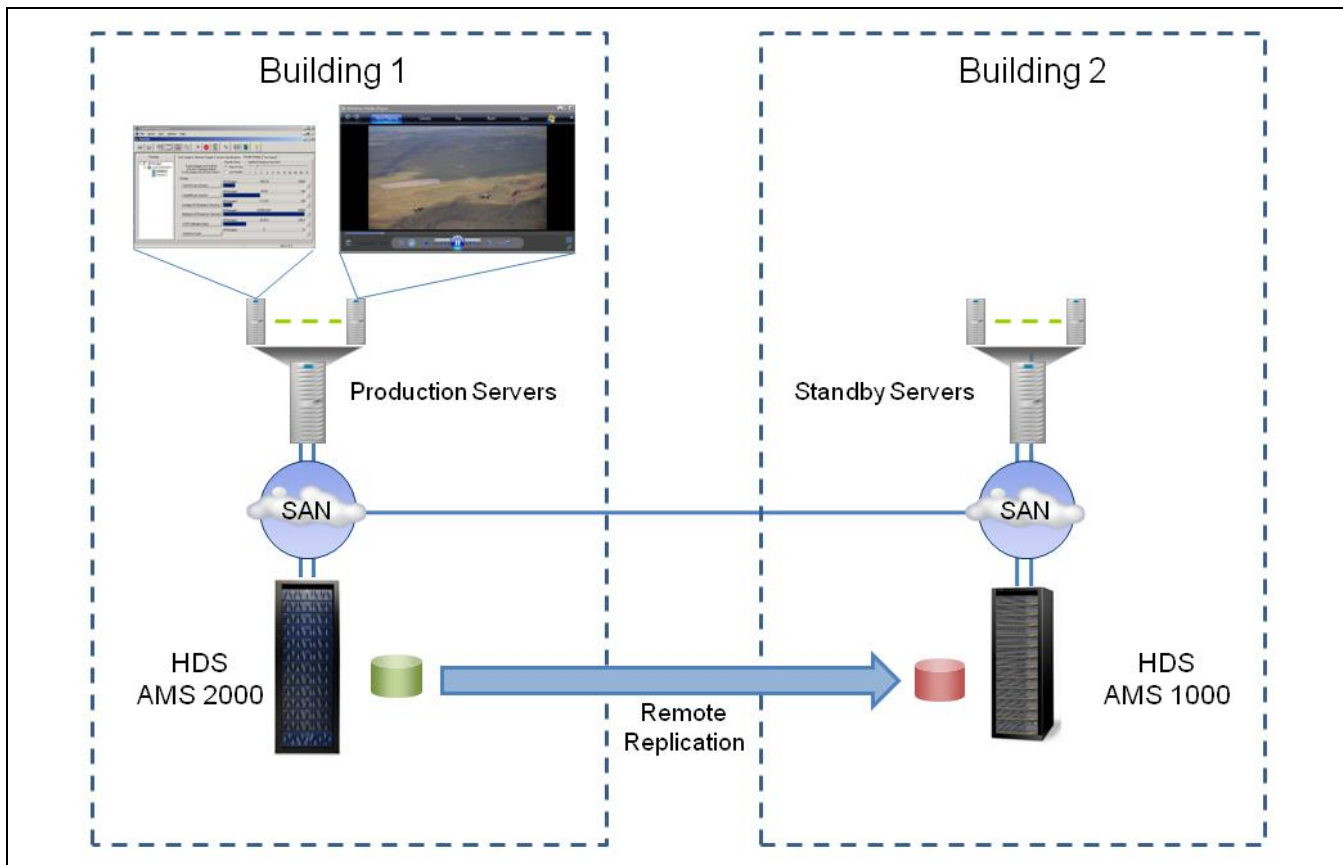 Building 1
Building 2
Production Servers
Standby Servers
SAN
SAN
HDS
AMS 2000
HDS
AMS 1000
Remote
Replication